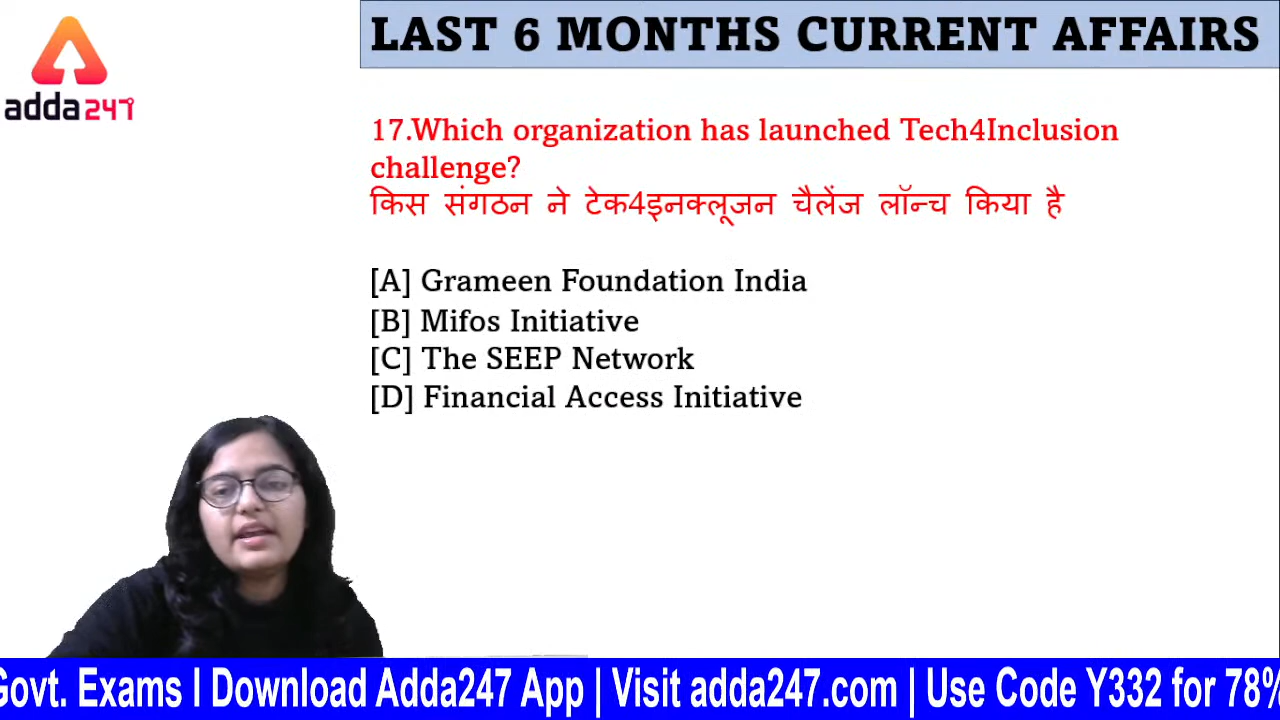 LAST 6 MONTHS CURRENT AFFAIRS
adda247
17.Which organization has launched Tech4Inclusion
challenge?
किस संगठन ने टेक4इनक्लूजन चैलेंज लॉन्च किया है
[A] Grameen Foundation India
[B] Mifos Initiative
[C] The SEEP Network
[D] Financial Access Initiative
Govt. Exams I Download Adda247 App | Visit adda247.com | Use Code Y332 for 78%